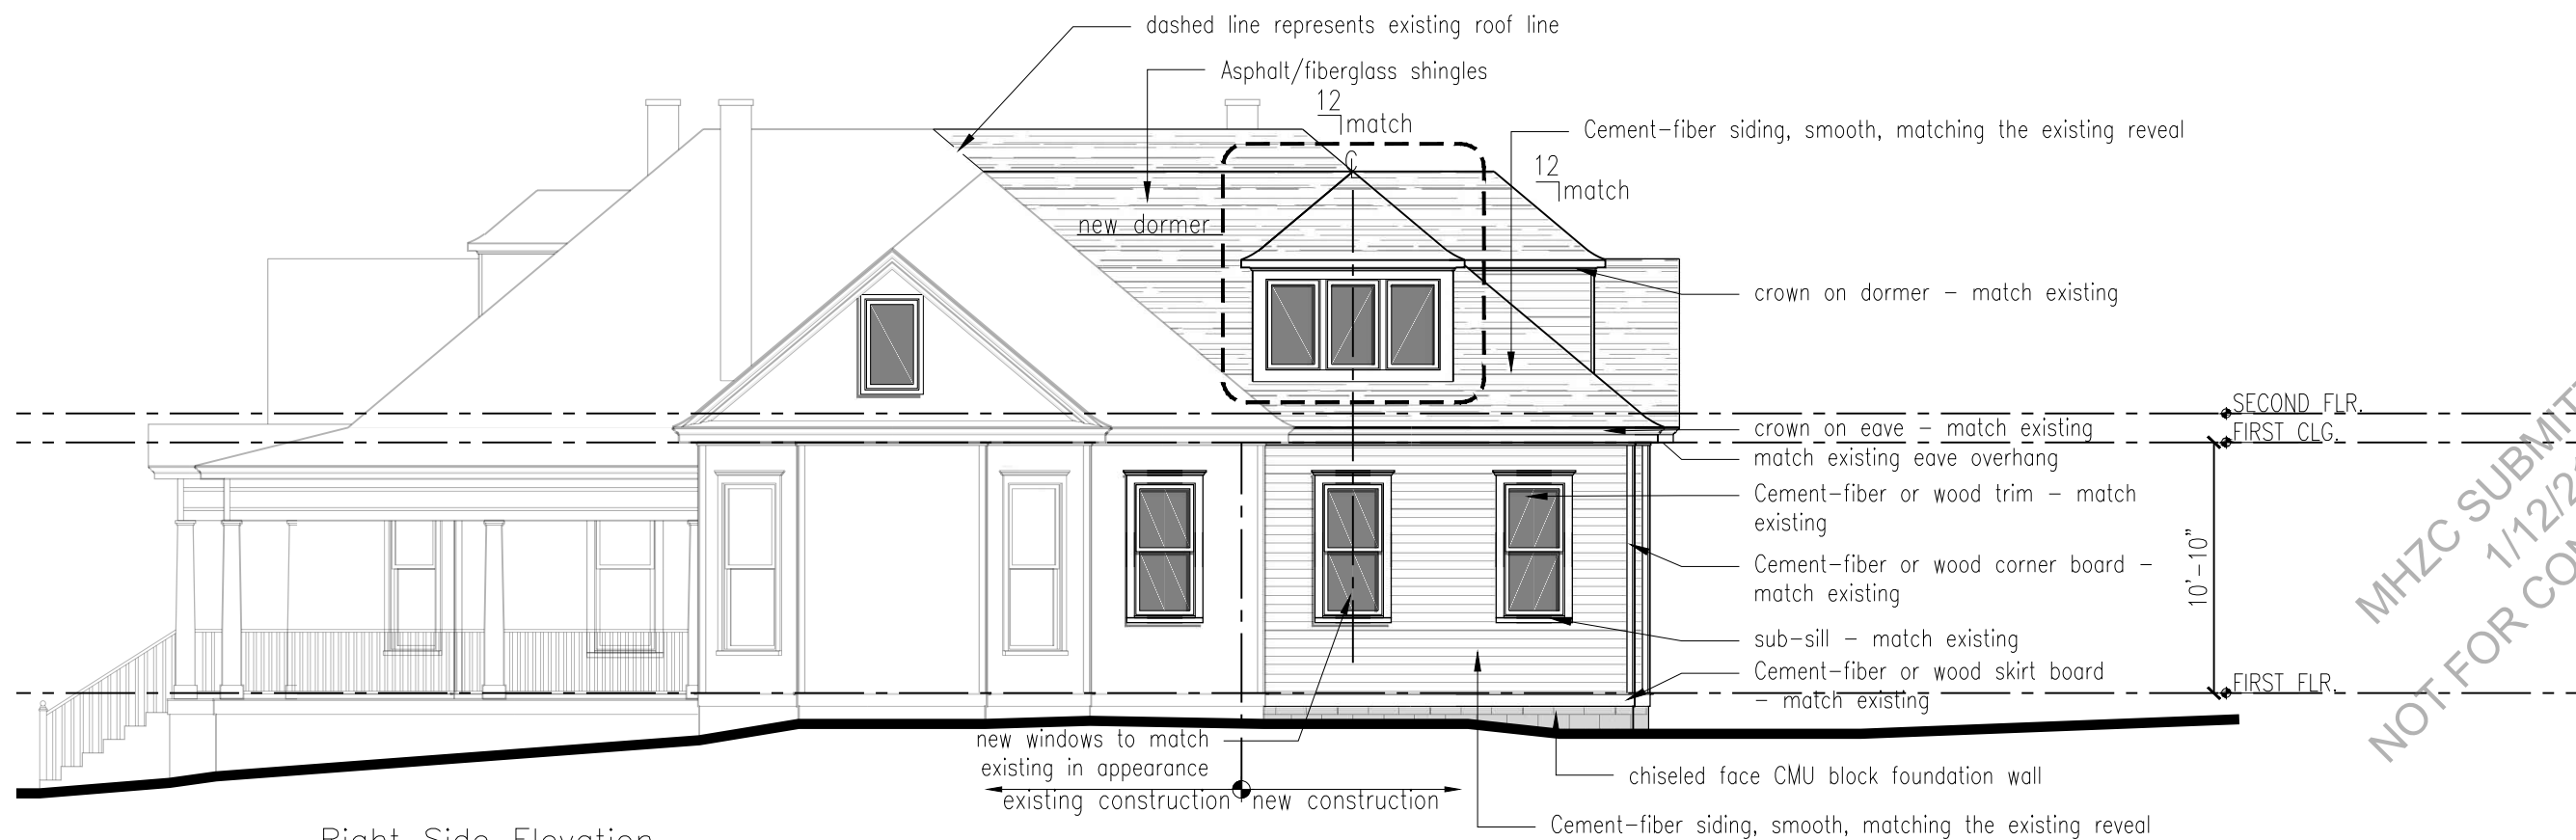 dashed line represents existing roof line
Asphalt/fiberglass shingles
12
match
Cement-fiber siding, smooth, matching the existing reveal
12
match
new dormer
crown on dormer - match existing
SECOND FLR.
crown on eave - match existing
FIRST CLG.
match existing eave overhang
Cement-fiber or wood trim - match
existing
10'-10"
Cement-fiber or wood corner board -
match existing
sub-sill - match existing
Cement-fiber or wood skirt board
- match existing
FIRST FLR.
new windows to match
existing in appearance
existing construction
new construction
chiseled face CMU block foundation wall
Cement-fiber siding, smooth, matching the existing reveal
Right Side Elevation
MHZC
NOT FOR